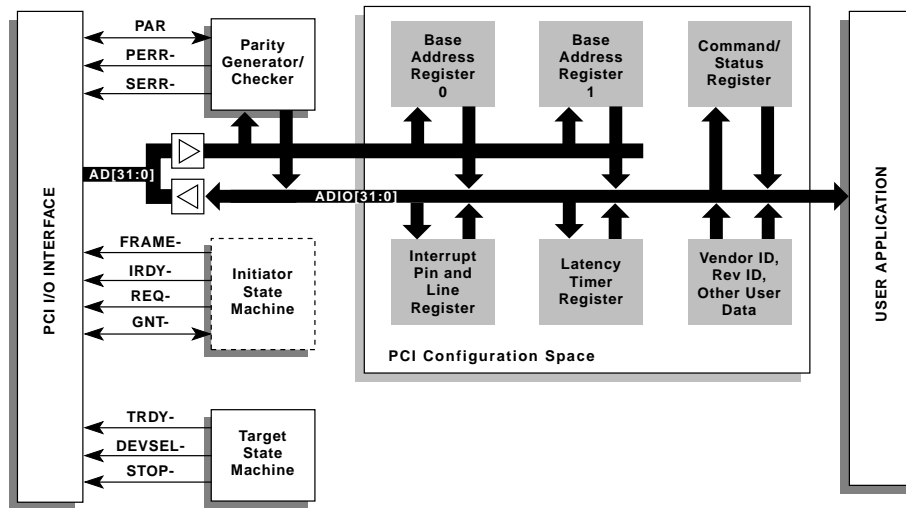 PAR
PERR-
SERR-
Parity
Generator/
Checker
Base
Address
Register
0
Base
Address
Register
1
Command/
Status
Register
AD[31:0]
ADIO[31:0]
PCI I/O INTERFACE
FRAME-
IRDY-
REQ-
GNT-
Initiator
State
Machine
Interrupt
Pin and
Line
Register
Latency
Timer
Register
Vendor ID,
Rev ID,
Other User
Data
PCI Configuration Space
USER APPLICATION
TRDY-
DEVSEL-
STOP-
Target
State
Machine